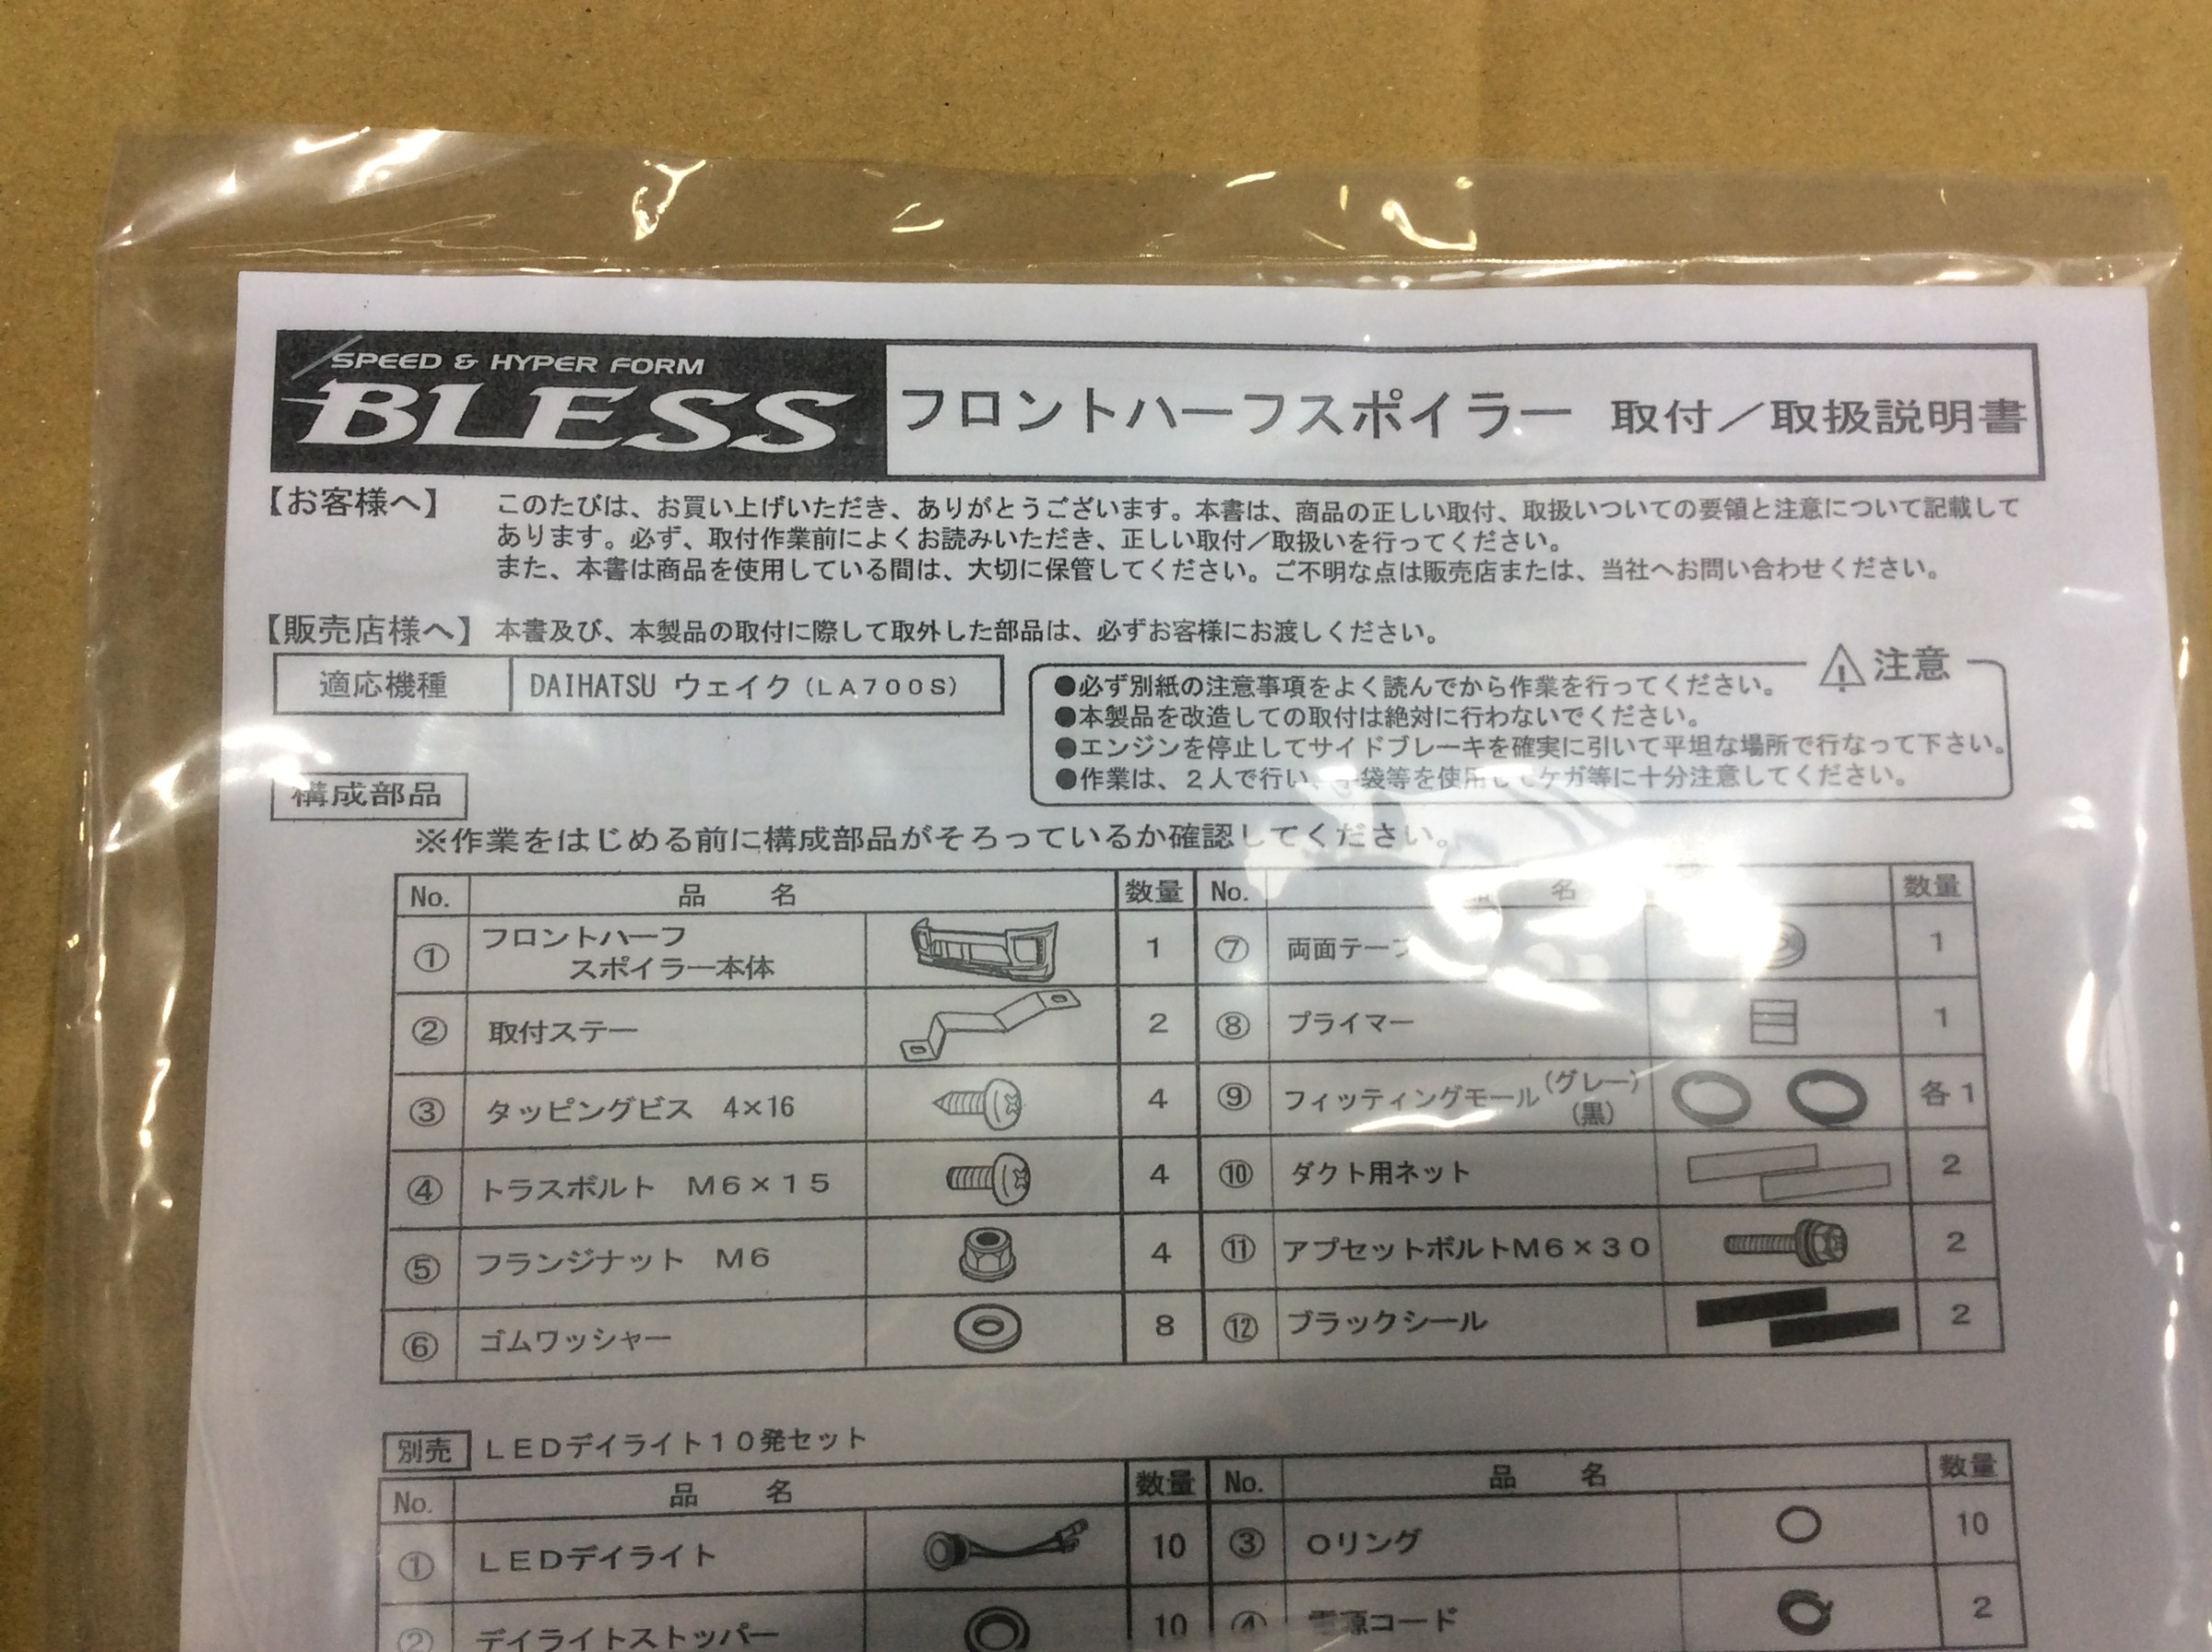 SPEED & HYPER FORM
BLESS
フロントハーフスポイラー 取付／取扱説明書
【お客様へ】 このたびは、お買い上げいただき、ありがとうございます。本書は、商品の正しい取付、取扱いついての要領と注意について記載して
あります。必ず、取付作業前によくお読みいただき、正しい取付／取扱いを行ってください。
また、本書は商品を使用している間は、大切に保管してください。ご不明な点は販売店または、当社へお問い合わせください。
【販売店様へ】 本書及び、本製品の取付に際して取外した部品は、必ずお客様にお渡しください。
適応機種 DAIHATSU ウェイク（LA700S）
注意
●必ず別紙の注意事項をよく読んでから作業を行ってください。
●本製品を改造しての取付は絶対に行わないでください。
●エンジンを停止してサイドブレーキを確実に引いて平坦な場所で行なって下さい。
●作業は、2人で行い、手袋等を使用してケガ等に十分注意してください。
構成部品
※作業をはじめる前に構成部品がそろっているか確認してください。
No. 品名 数量 No. 品名 数量
① フロントハーフ
スポイラー本体 1 ⑦ 両面テープ 1
② 取付ステー 2 ⑧ プライマー 1
③ タッピングビス 4×16 4 ⑨ フィッティングモール（グレー）
（黒） 各1
④ トラスボルト M6×15 4 ⑩ ダクト用ネット 2
⑤ フランジナット M6 4 ⑪ アプセットボルトM6×30 2
⑥ ゴムワッシャー 8 ⑫ ブラックシール 2
別売 LEDデイライト10発セット
No. 品名 数量 No. 品名 数量
① LEDデイライト 10 ③ Oリング 10
② デイライトストッパー 10 ④ 電源コード 2